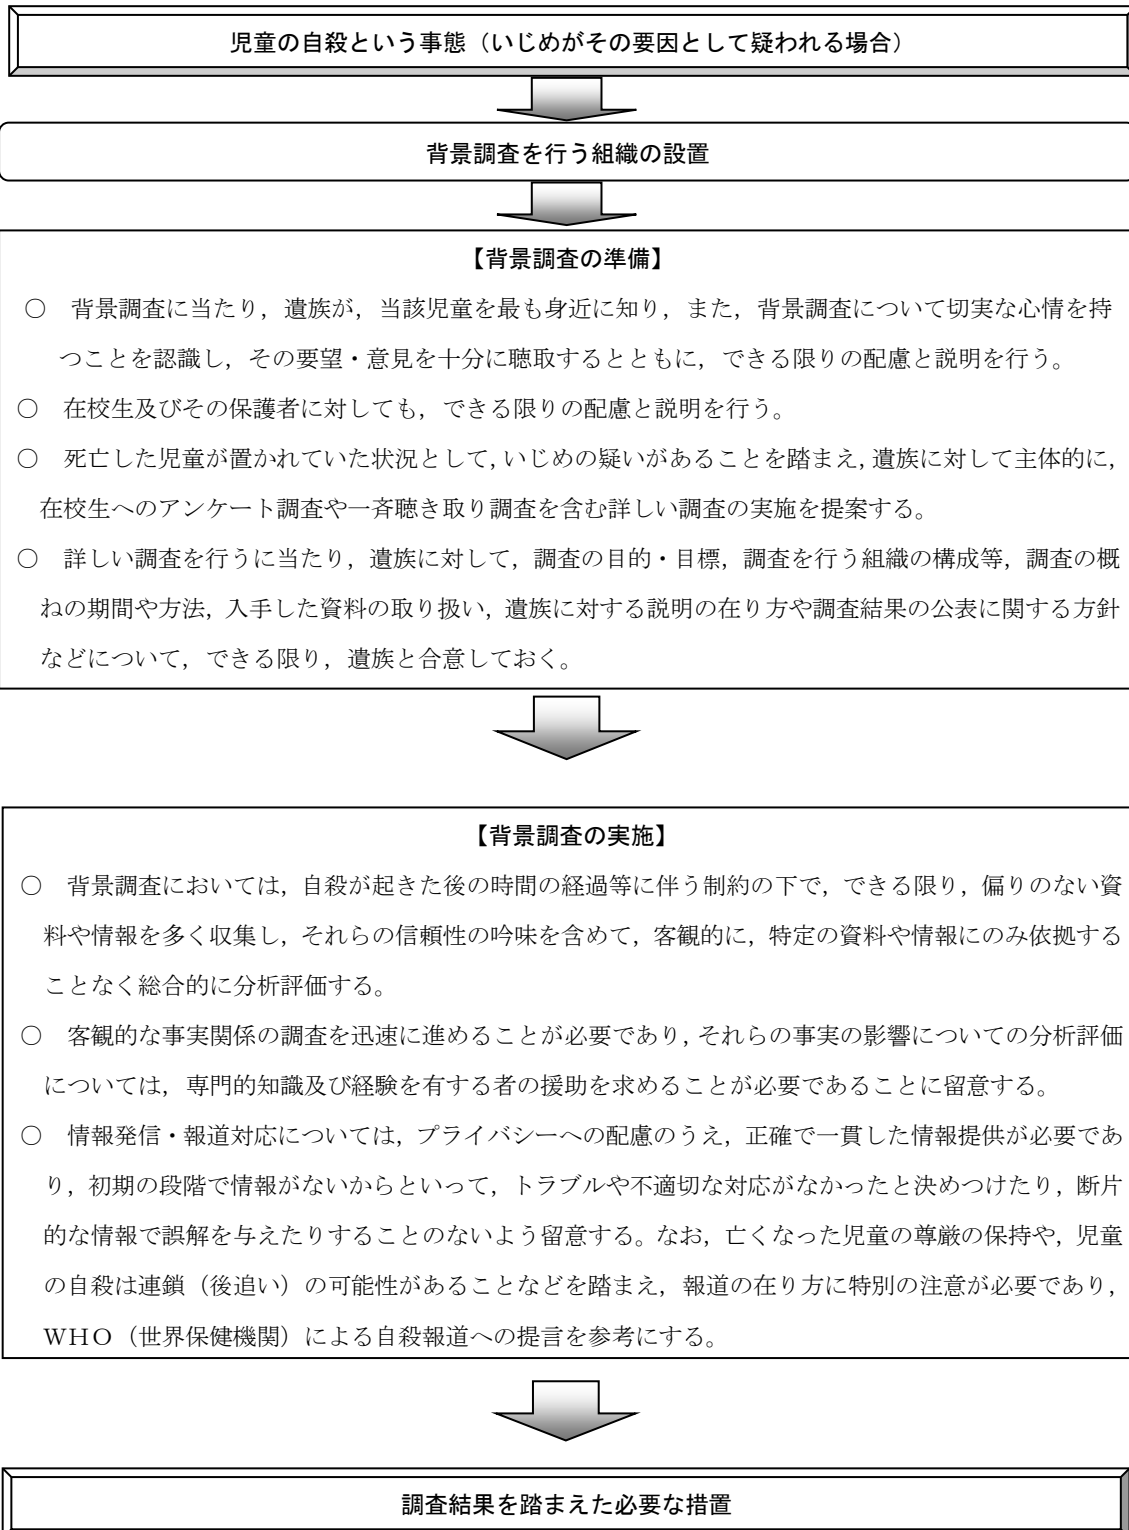 児童の自殺という事態（いじめがその要因として疑われる場合）
背景調査を行う組織の設置
【背景調査の準備】
○　背景調査に当たり，遺族が，当該児童を最も身近に知り，また，背景調査について切実な心情を持
つことを認識し，その要望・意見を十分に聴取するとともに，できる限りの配慮と説明を行う。
○　在校生及びその保護者に対しても，できる限りの配慮と説明を行う。
○　死亡した児童が置かれていた状況として，いじめの疑いがあることを踏まえ，遺族に対して主体的に，
在校生へのアンケート調査や一斉聴き取り調査を含む詳しい調査の実施を提案する。
○　詳しい調査を行うに当たり，遺族に対して，調査の目的・目標，調査を行う組織の構成等，調査の概
ねの期間や方法，入手した資料の取り扱い，遺族に対する説明の在り方や調査結果の公表に関する方針
などについて，できる限り，遺族と合意しておく。
【背景調査の実施】
○　背景調査においては，自殺が起きた後の時間の経過等に伴う制約の下で，できる限り，偏りのない資
料や情報を多く収集し，それらの信頼性の吟味を含めて，客観的に，特定の資料や情報にのみ依拠する
ことなく総合的に分析評価する。
○　客観的な事実関係の調査を迅速に進めることが必要であり，それらの事実の影響についての分析評価
については，専門的知識及び経験を有する者の援助を求めることが必要であることに留意する。
○　情報発信・報道対応については，プライバシーへの配慮のうえ，正確で一貫した情報提供が必要であ
り，初期の段階で情報がないからといって，トラブルや不適切な対応がなかったと決めつけたり，断片
的な情報で誤解を与えたりすることのないよう留意する。なお，亡くなった児童の尊厳の保持や，児童
の自殺は連鎖（後追い）の可能性があることなどを踏まえ，報道の在り方に特別の注意が必要であり，
ＷＨＯ（世界保健機関）による自殺報道への提言を参考にする。
調査結果を踏まえた必要な措置